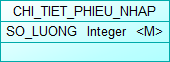 CHI_TIET_PHIEU_NHAP
SO_LUONG Integer <M>